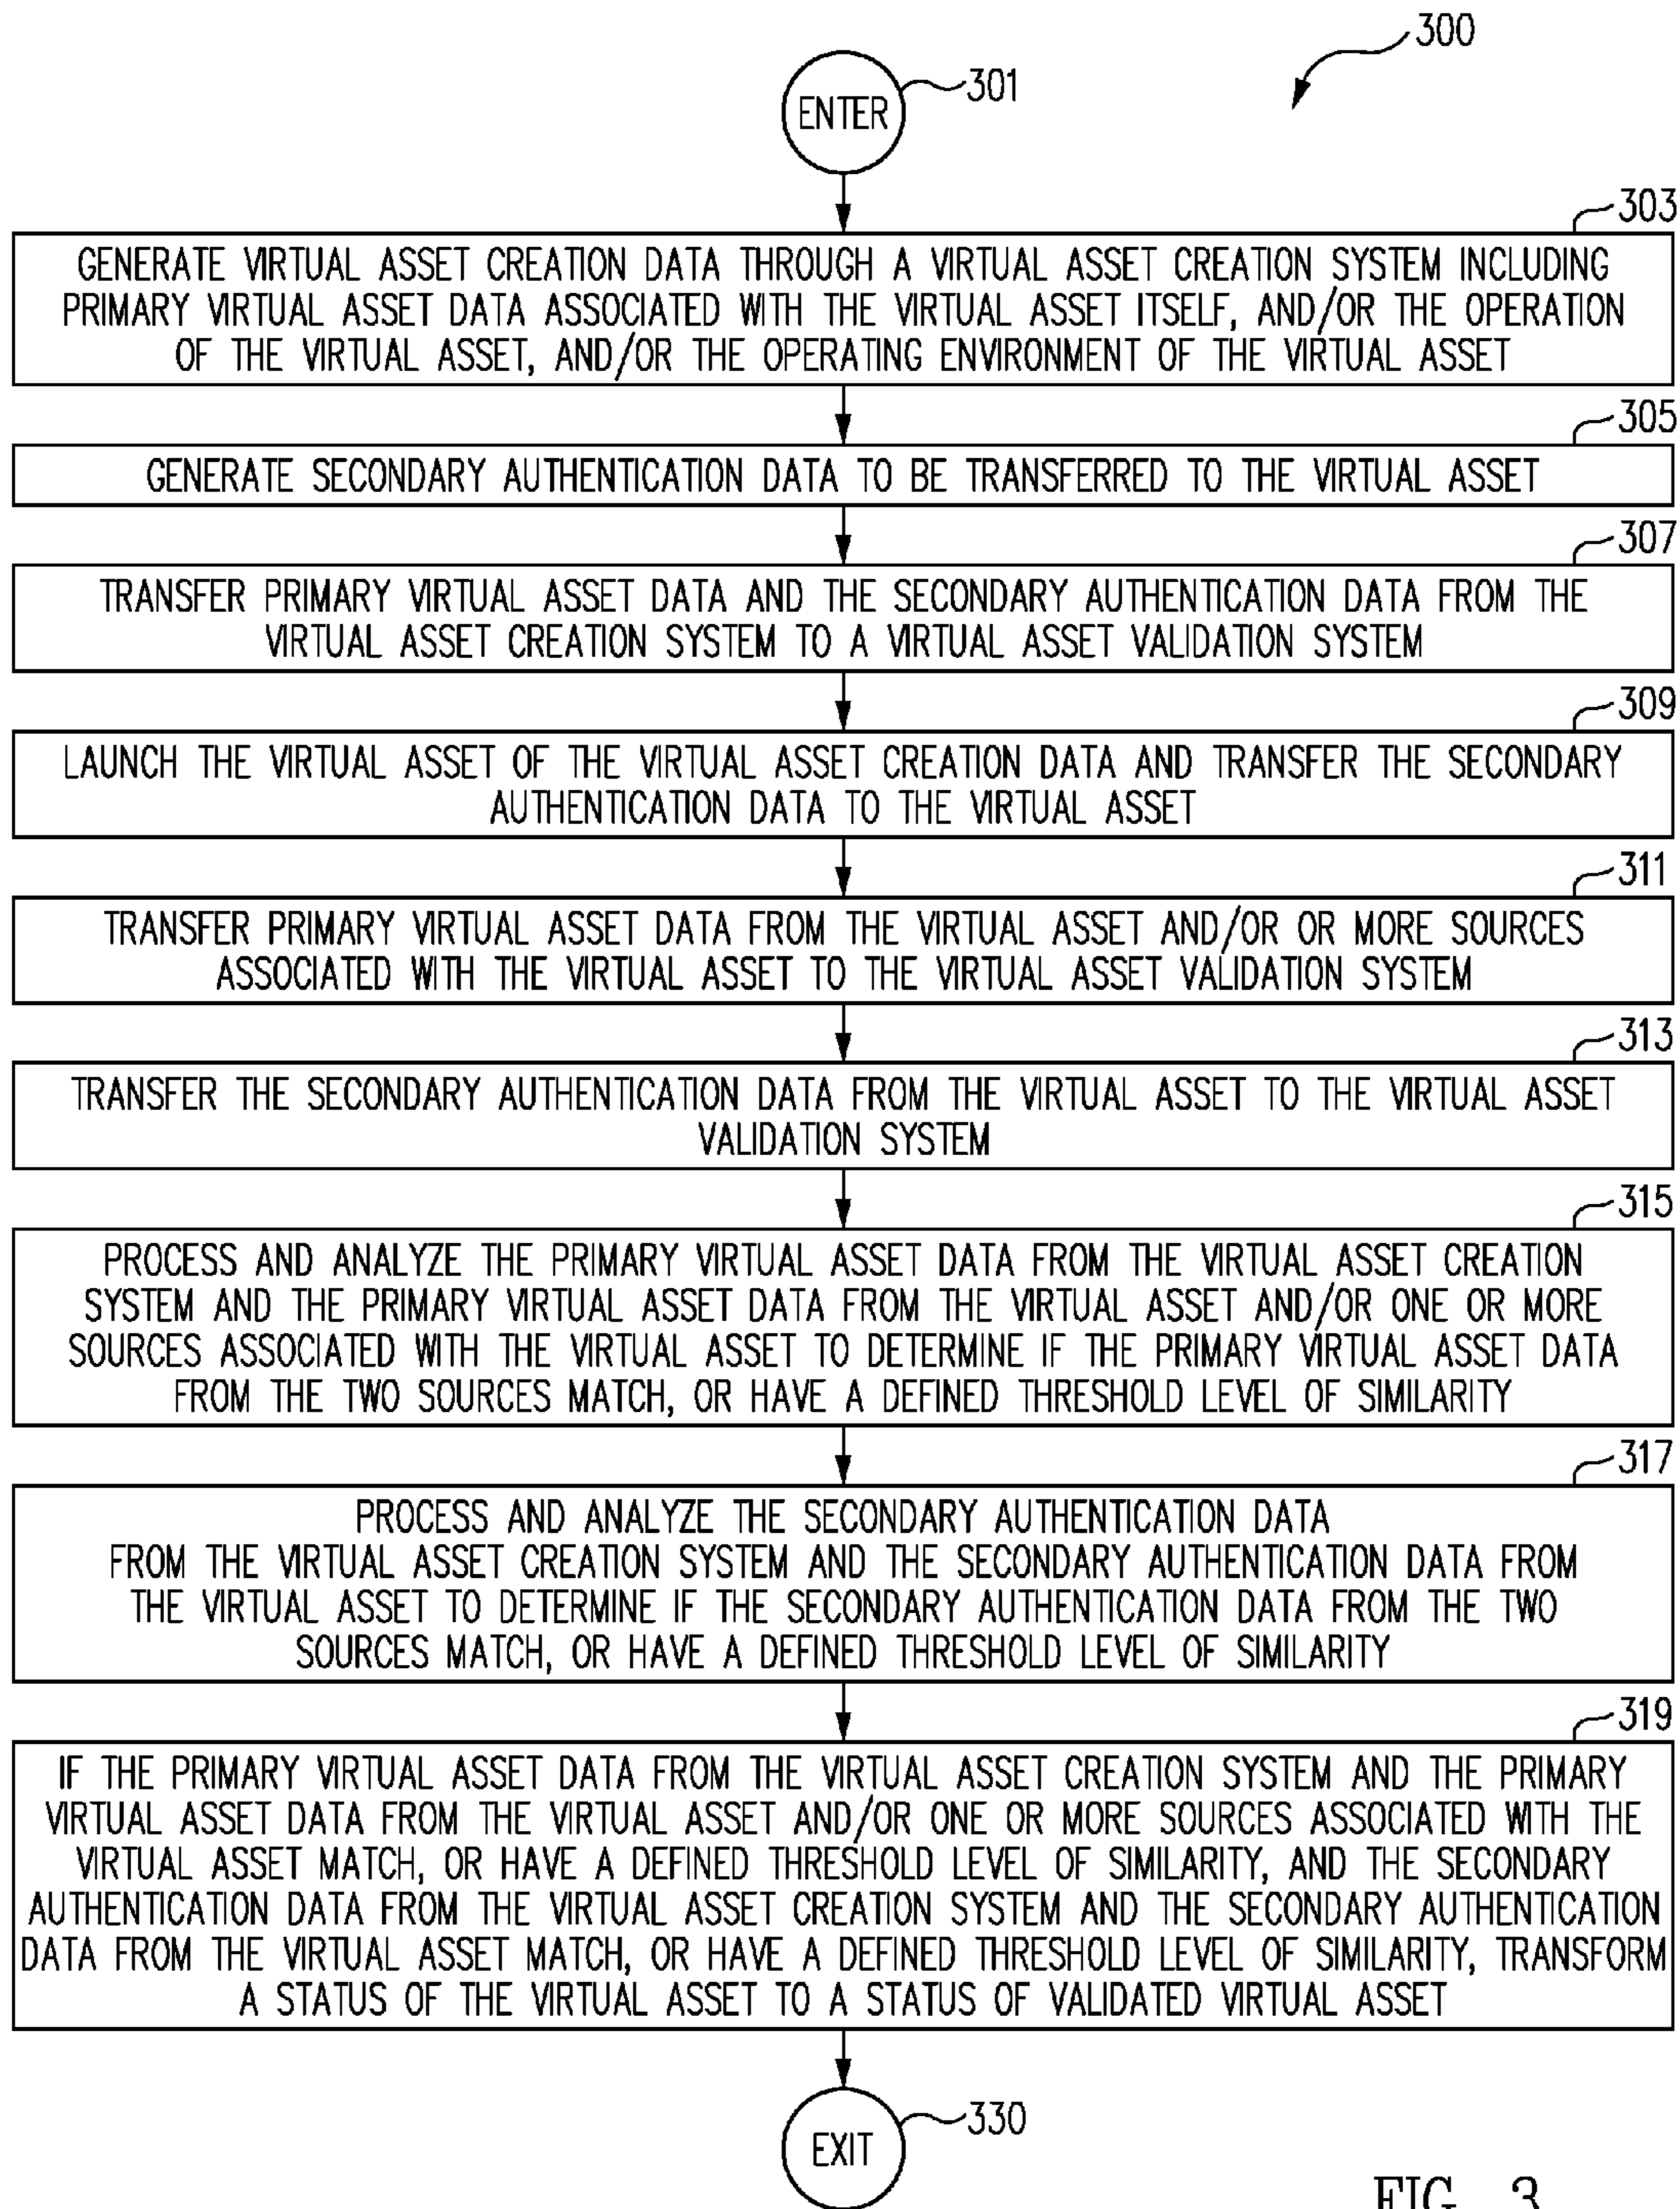 300
ENTER
301
303
GENERATE VIRTUAL ASSET CREATION DATA THROUGH A VIRTUAL ASSET CREATION SYSTEM INCLUDING
PRIMARY VIRTUAL ASSET DATA ASSOCIATED WITH THE VIRTUAL ASSET ITSELF, AND/OR THE OPERATION
OF THE VIRTUAL ASSET, AND/OR THE OPERATING ENVIRONMENT OF THE VIRTUAL ASSET
305
GENERATE SECONDARY AUTHENTICATION DATA TO BE TRANSFERRED TO THE VIRTUAL ASSET
307
TRANSFER PRIMARY VIRTUAL ASSET DATA AND THE SECONDARY AUTHENTICATION DATA FROM THE
VIRTUAL ASSET CREATION SYSTEM TO A VIRTUAL ASSET VALIDATION SYSTEM
309
LAUNCH THE VIRTUAL ASSET OF THE VIRTUAL ASSET CREATION DATA AND TRANSFER THE SECONDARY
AUTHENTICATION DATA TO THE VIRTUAL ASSET
311
TRANSFER PRIMARY VIRTUAL ASSET DATA FROM THE VIRTUAL ASSET AND/OR OR MORE SOURCES
ASSOCIATED WITH THE VIRTUAL ASSET TO THE VIRTUAL ASSET VALIDATION SYSTEM
313
TRANSFER THE SECONDARY AUTHENTICATION DATA FROM THE VIRTUAL ASSET TO THE VIRTUAL ASSET
VALIDATION SYSTEM
315
PROCESS AND ANALYZE THE PRIMARY VIRTUAL ASSET DATA FROM THE VIRTUAL ASSET CREATION
SYSTEM AND THE PRIMARY VIRTUAL ASSET DATA FROM THE VIRTUAL ASSET AND/OR ONE OR MORE
SOURCES ASSOCIATED WITH THE VIRTUAL ASSET TO DETERMINE IF THE PRIMARY VIRTUAL ASSET DATA
FROM THE TWO SOURCES MATCH, OR HAVE A DEFINED THRESHOLD LEVEL OF SIMILARITY
317
PROCESS AND ANALYZE THE SECONDARY AUTHENTICATION DATA
FROM THE VIRTUAL ASSET CREATION SYSTEM AND THE SECONDARY AUTHENTICATION DATA FROM
THE VIRTUAL ASSET TO DETERMINE IF THE SECONDARY AUTHENTICATION DATA FROM THE TWO
SOURCES MATCH, OR HAVE A DEFINED THRESHOLD LEVEL OF SIMILARITY
319
IF THE PRIMARY VIRTUAL ASSET DATA FROM THE VIRTUAL ASSET CREATION SYSTEM AND THE PRIMARY
VIRTUAL ASSET DATA FROM THE VIRTUAL ASSET AND/OR ONE OR MORE SOURCES ASSOCIATED WITH THE
VIRTUAL ASSET MATCH, OR HAVE A DEFINED THRESHOLD LEVEL OF SIMILARITY, AND THE SECONDARY
AUTHENTICATION DATA FROM THE VIRTUAL ASSET CREATION SYSTEM AND THE SECONDARY AUTHENTICATION
DATA FROM THE VIRTUAL ASSET MATCH, OR HAVE A DEFINED THRESHOLD LEVEL OF SIMILARITY, TRANSFORM
A STATUS OF THE VIRTUAL ASSET TO A STATUS OF VALIDATED VIRTUAL ASSET
EXIT
330
FIG. 3